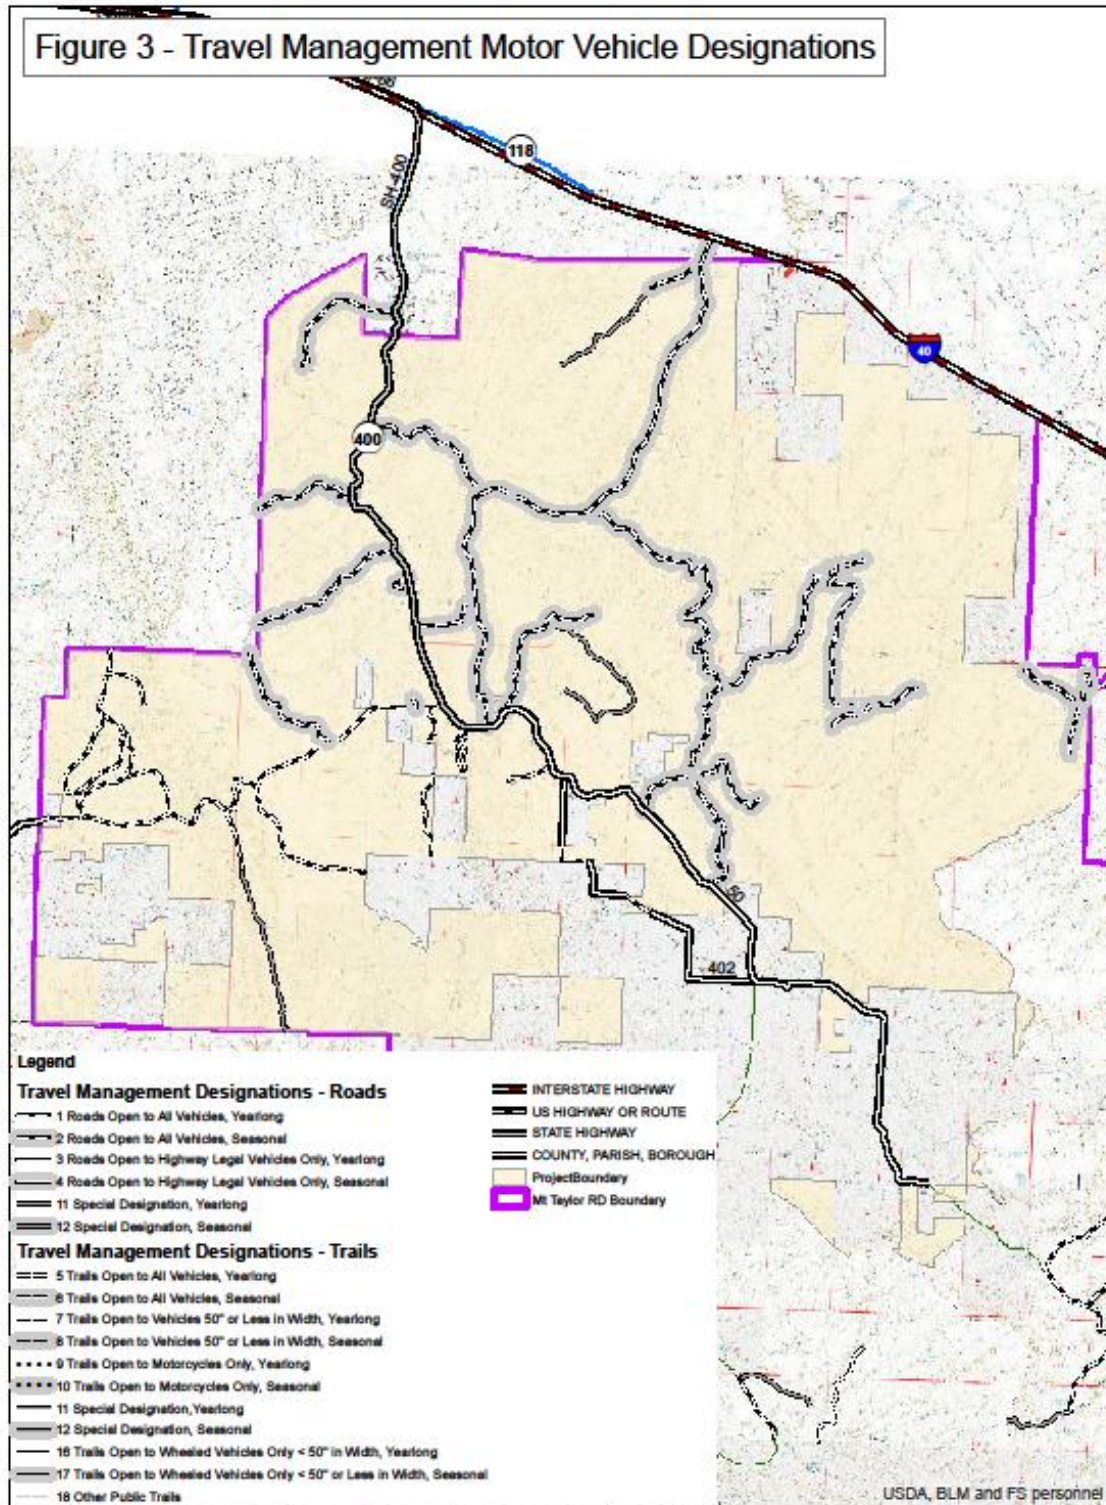 Figure 3 - Travel Management Motor Vehicle Designations
118
SH-400
40
400
50
402
Legend
Travel Management Designations - Roads
1 Roads Open to All Vehicles, Yearlong
2 Roads Open to All Vehicles, Seasonal
3 Roads Open to Highway Legal Vehicles Only, Yearlong
4 Roads Open to Highway Legal Vehicles Only, Seasonal
11 Special Designation, Yearlong
12 Special Designation, Seasonal
Travel Management Designations - Trails
5 Trails Open to All Vehicles, Yearlong
6 Trails Open to All Vehicles, Seasonal
7 Trails Open to Vehicles 50" or Less in Width, Yearlong
8 Trails Open to Vehicles 50" or Less in Width, Seasonal
9 Trails Open to Motorcycles Only, Yearlong
10 Trails Open to Motorcycles Only, Seasonal
11 Special Designation,Yearlong
12 Special Designation, Seasonal
16 Trails Open to Wheeled Vehicles Only < 50" in Width, Yearlong
17 Trails Open to Wheeled Vehicles Only < 50" or Less in Width, Seasonal
18 Other Public Trails
INTERSTATE HIGHWAY
US HIGHWAY OR ROUTE
STATE HIGHWAY
COUNTY, PARISH, BOROUGH
ProjectBoundary
Mt Taylor RD Boundary
USDA, BLM and FS personnel